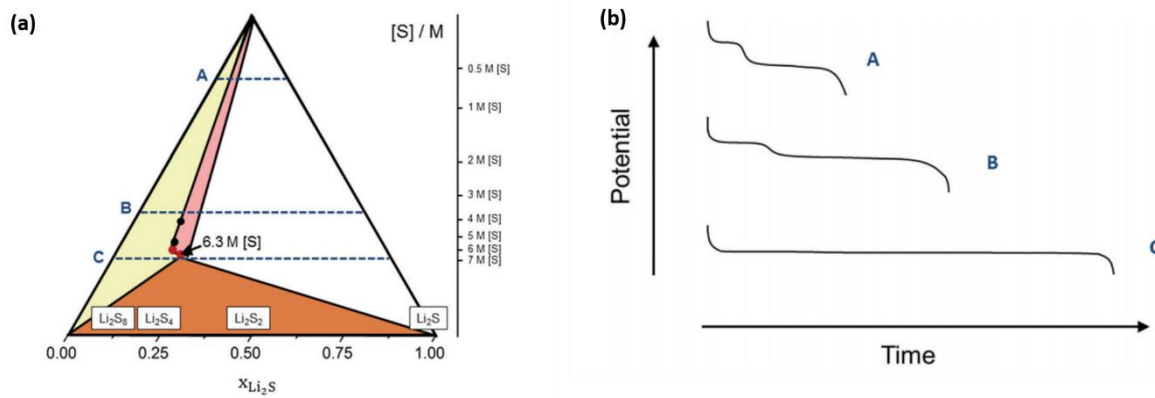 (a)
[S] / M
A
0.5 M [S]
1 M [S]
2 M [S]
3 M [S]
B
4 M [S]
5 M [S]
6.3 M [S]
6 M [S]
C
7 M [S]
Li₂S₈
Li₂S₄
Li₂S₂
Li₂S
0.00
0.25
0.50
0.75
1.00
x_Li₂S
(b)
A
B
C
Potential
Time